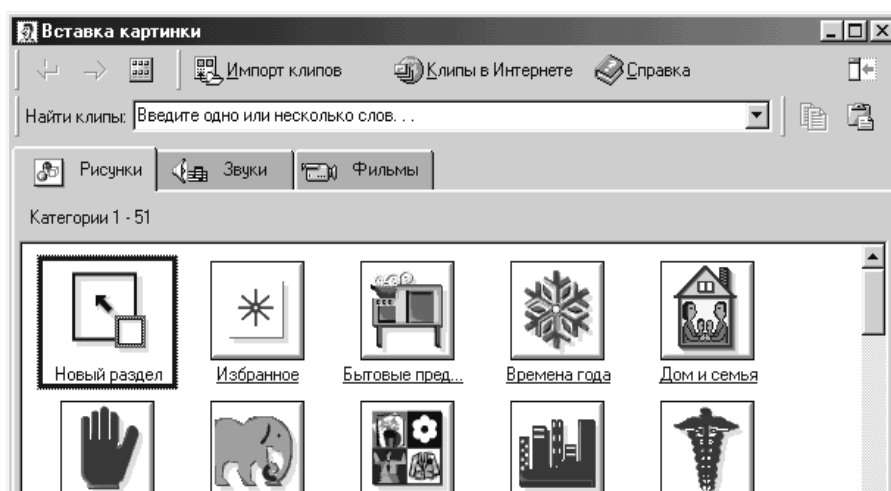 Вставка картинки
Импорт клипов Клипы в Интернете Справка
Найти клипы: Введите одно или несколько слов. . .
Рисунки Звуки Фильмы
Категории 1 - 51
Новый раздел Избранное Бытовые пред... Времена года Дом и семья